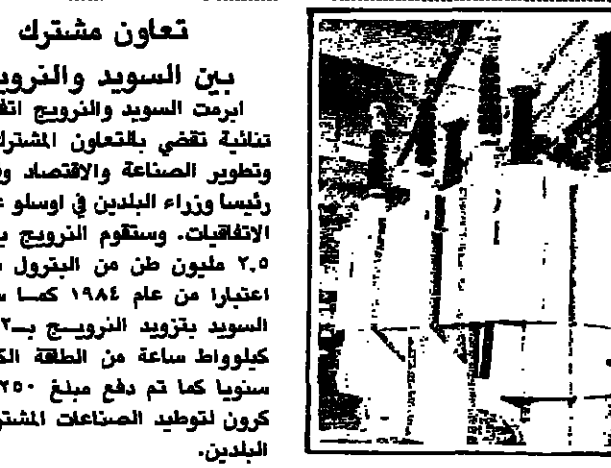 تعاون مشترك
بين السويد والنرويج
ابرمت السويد والنرويج
ثنائية تقضي بالتعاون المشترك
وتطوير الصناعة والاقتصاد
رئيسا وزراء البلدين في اوسلو
الاتفاقيات. وستقوم النرويج
٢,٥ مليون طن من البترول
اعتبارا من عام ١٩٨٤ كما
السويد بتزويد النرويج
كيلوواط ساعة من الطاقة
سنويا كما تم دفع مبلغ ٢٥٠
كرون لتوطيد الصناعات
البلدين.